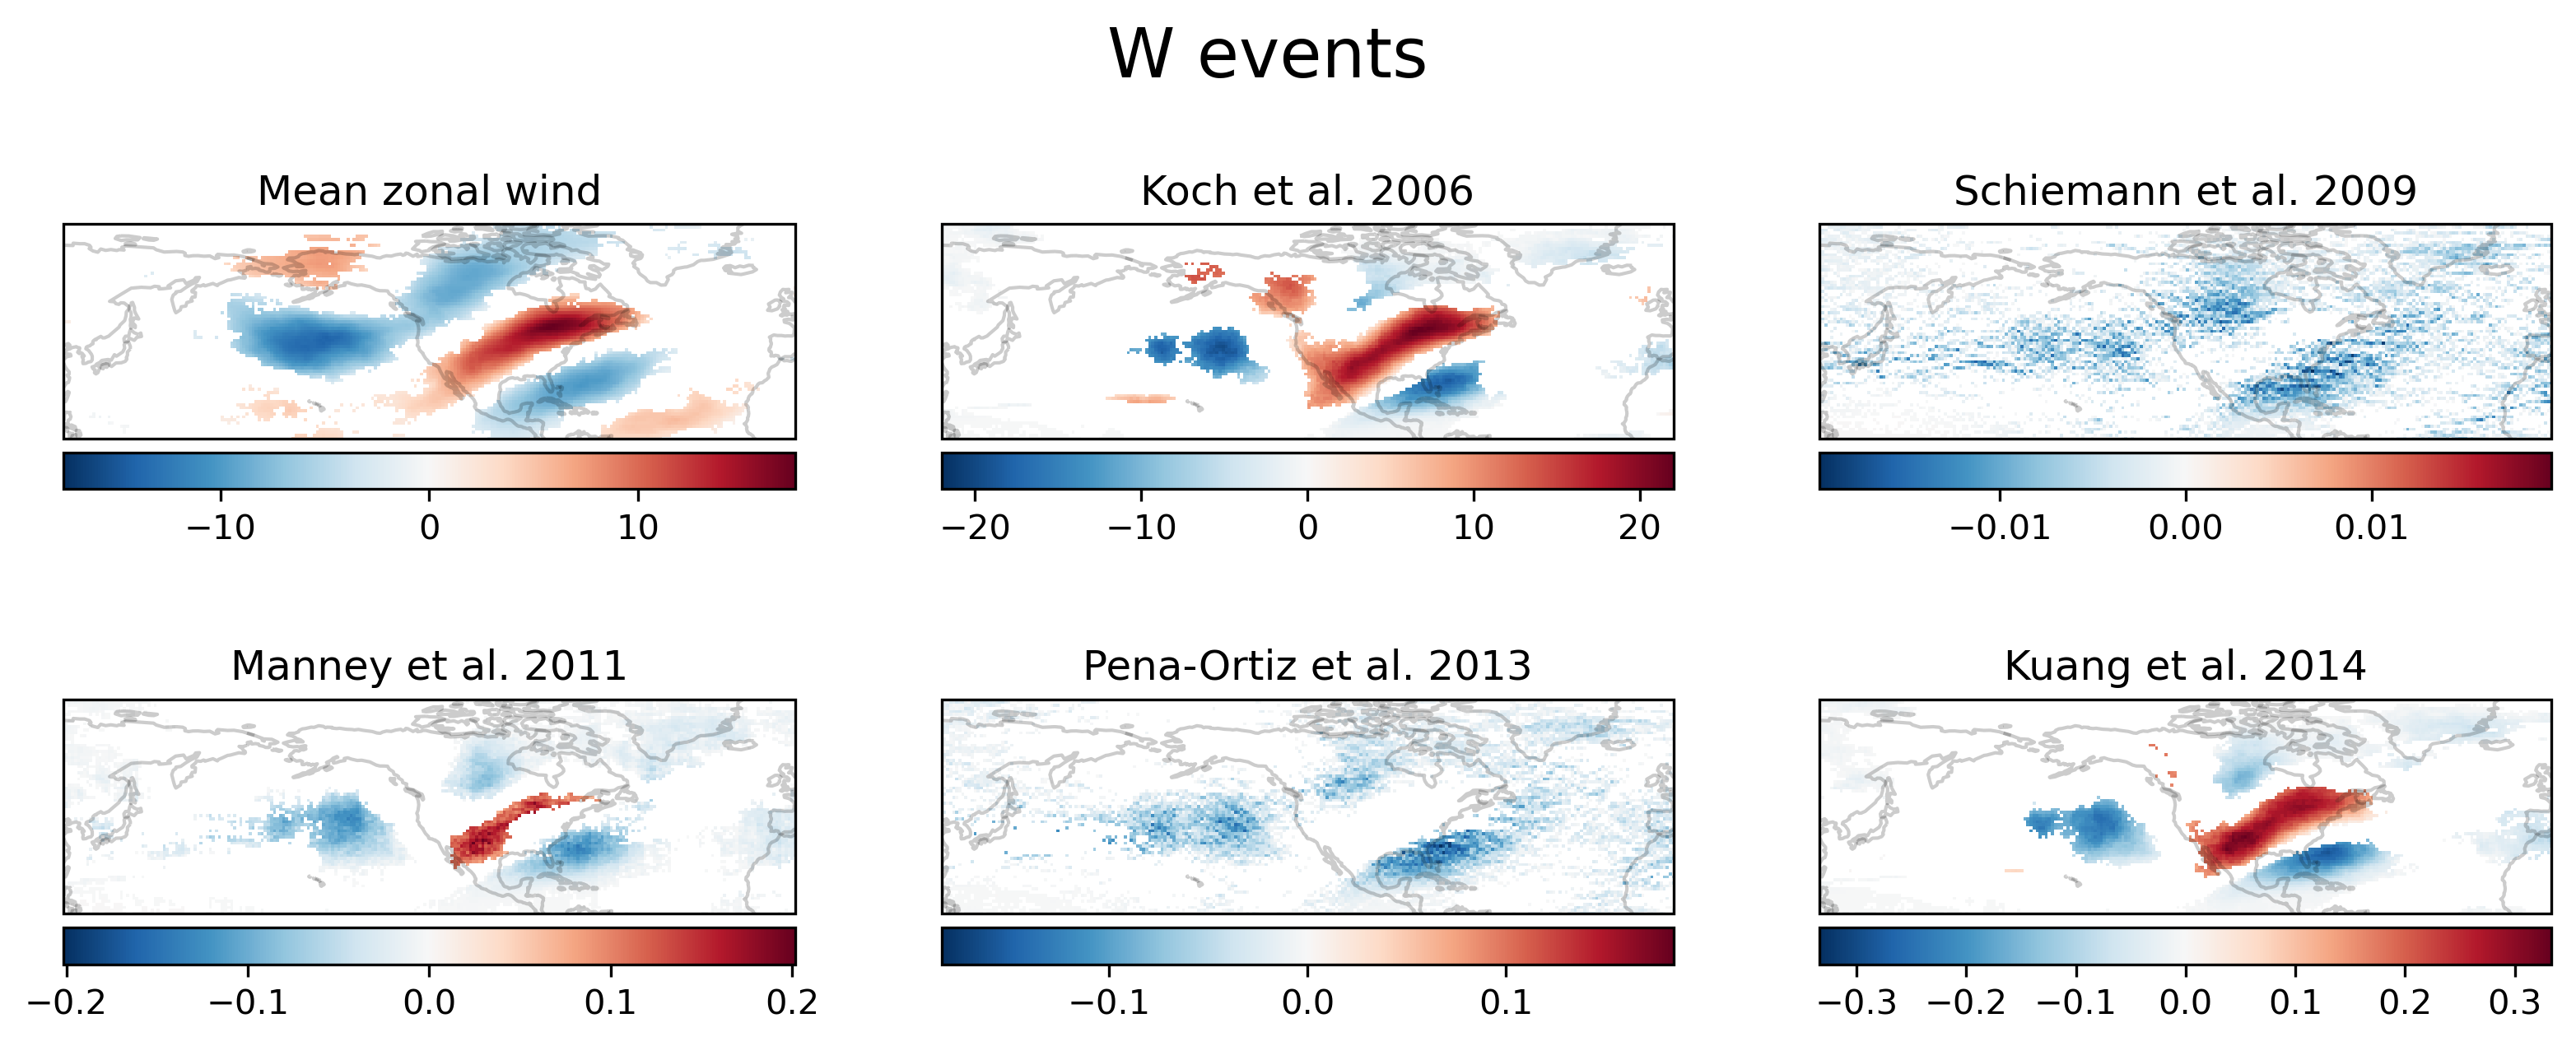 W events
Mean zonal wind
Koch et al. 2006
Schiemann et al. 2009
−10 0 10
−20 −10 0 10 20
−0.01 0.00 0.01
Manney et al. 2011
Pena-Ortiz et al. 2013
Kuang et al. 2014
−0.2 −0.1 0.0 0.1 0.2
−0.1 0.0 0.1
−0.3 −0.2 −0.1 0.0 0.1 0.2 0.3